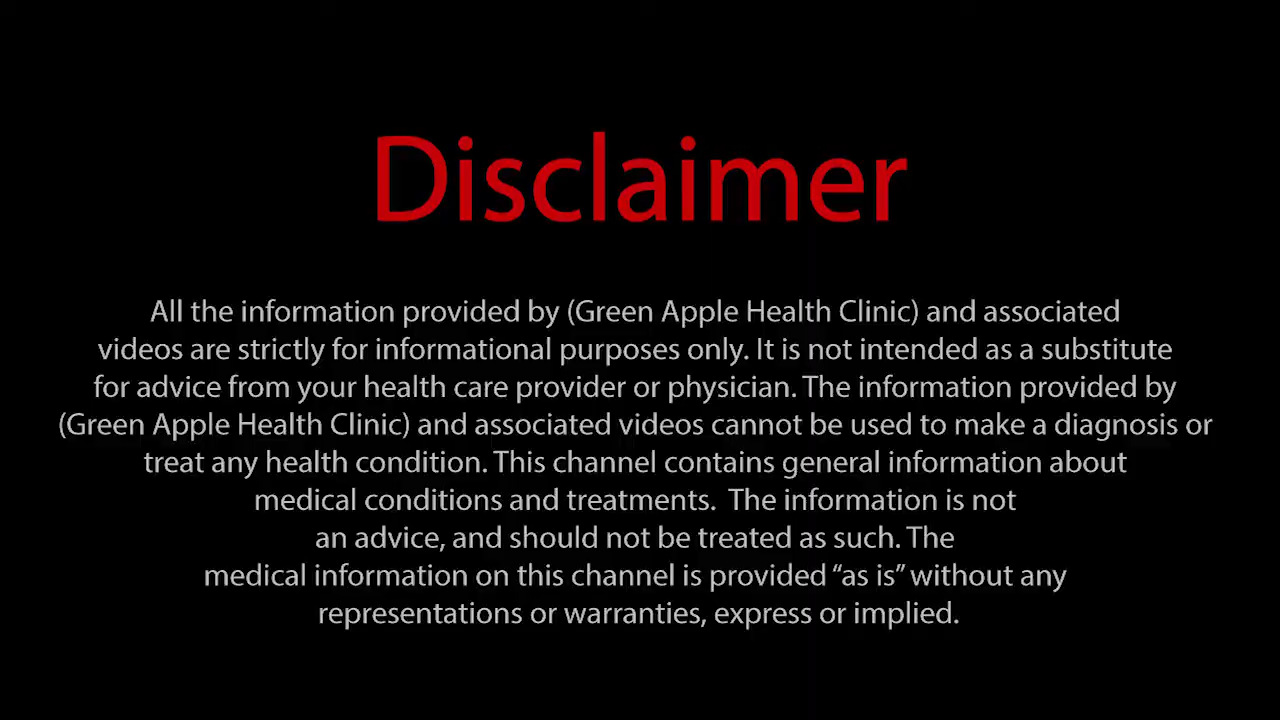 Disclaimer
All the information provided by (Green Apple Health Clinic) and associated
videos are strictly for informational purposes only. It is not intended as a substitute
for advice from your health care provider or physician. The information provided by
(Green Apple Health Clinic) and associated videos cannot be used to make a diagnosis or
treat any health condition. This channel contains general information about
medical conditions and treatments.  The information is not
an advice, and should not be treated as such. The
medical information on this channel is provided “as is” without any
representations or warranties, express or implied.